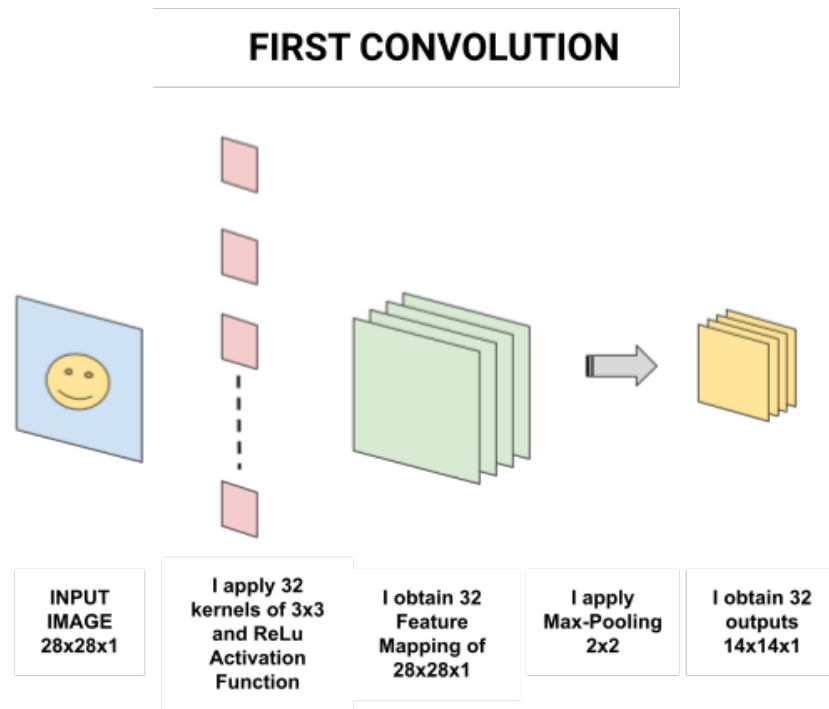 FIRST CONVOLUTION
INPUT
IMAGE
28x28x1
I apply 32
kernels of 3x3
and ReLu
Activation
Function
I obtain 32
Feature
Mapping of
28x28x1
I apply
Max-Pooling
2x2
I obtain 32
outputs
14x14x1